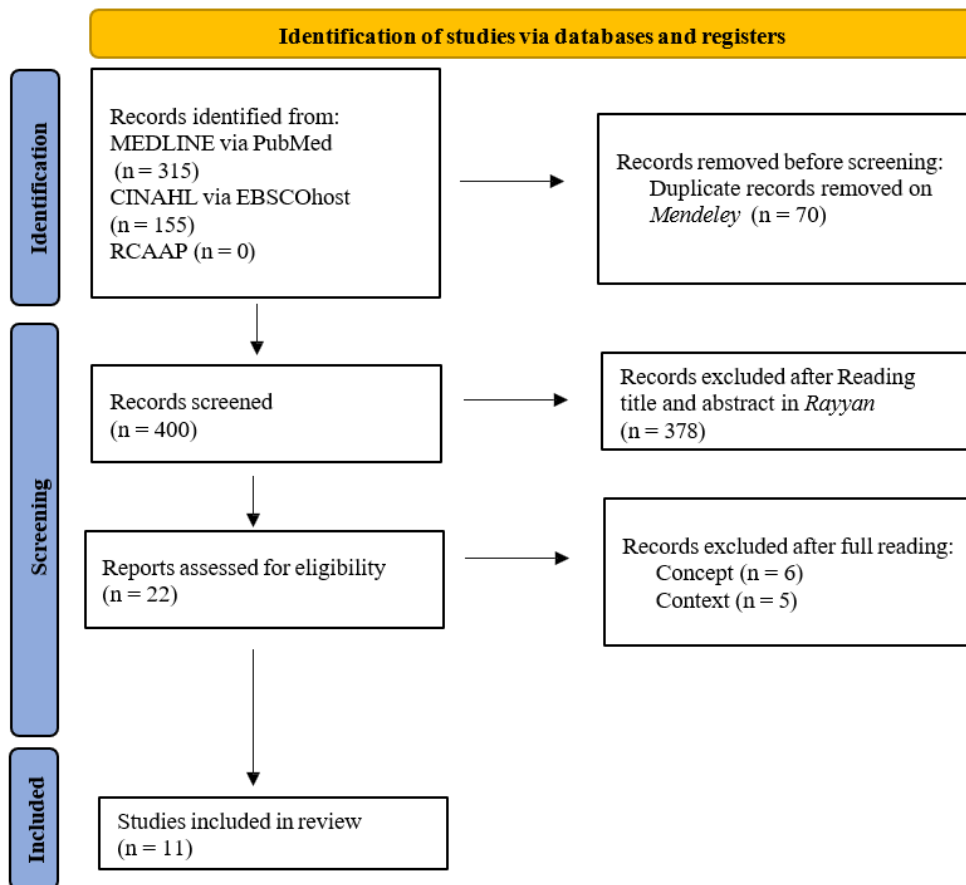 Identification of studies via databases and registers
Identification
Records identified from:
MEDLINE via PubMed
(n = 315)
CINAHL via EBSCOhost
(n = 155)
RCAAP (n = 0)
Records removed before screening:
Duplicate records removed on
Mendeley (n = 70)
Screening
Records screened
(n = 400)
Records excluded after Reading
title and abstract in Rayyan
(n = 378)
Reports assessed for eligibility
(n = 22)
Records excluded after full reading:
Concept (n = 6)
Context (n = 5)
Included
Studies included in review
(n = 11)